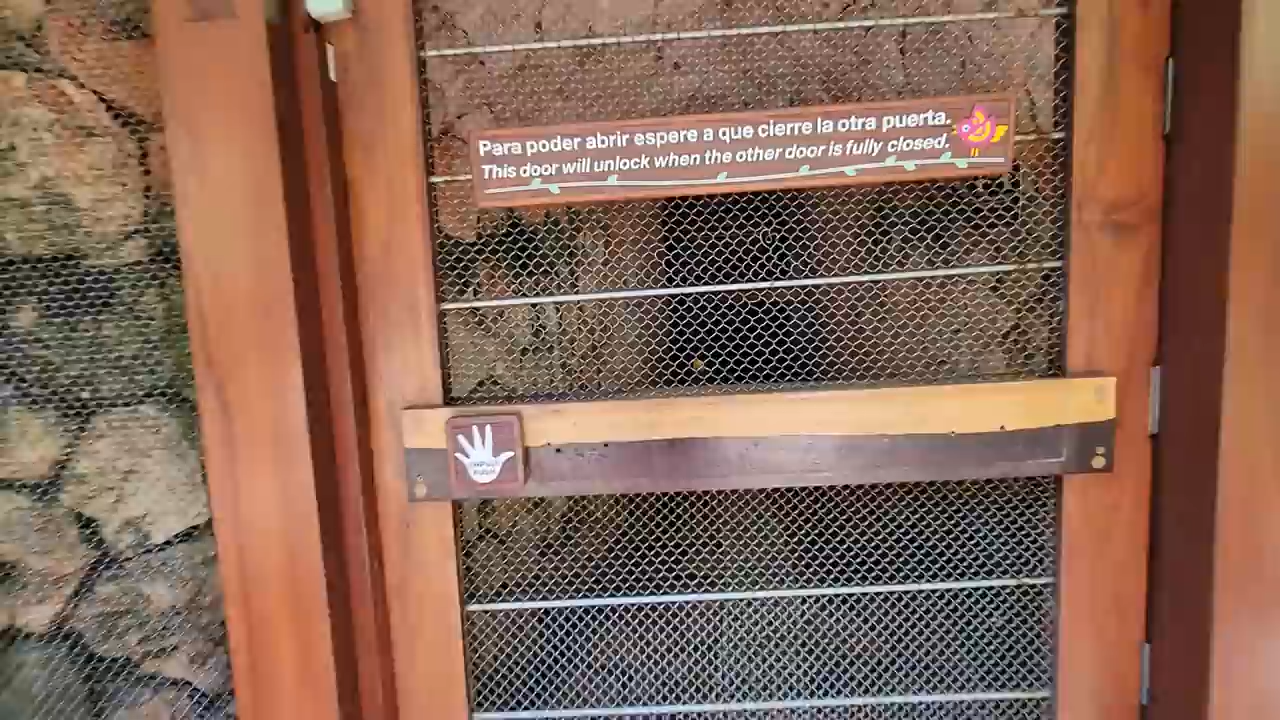 Para poder abrir espere a que cierre la otra puerta.
This door will unlock when the other door is fully closed.